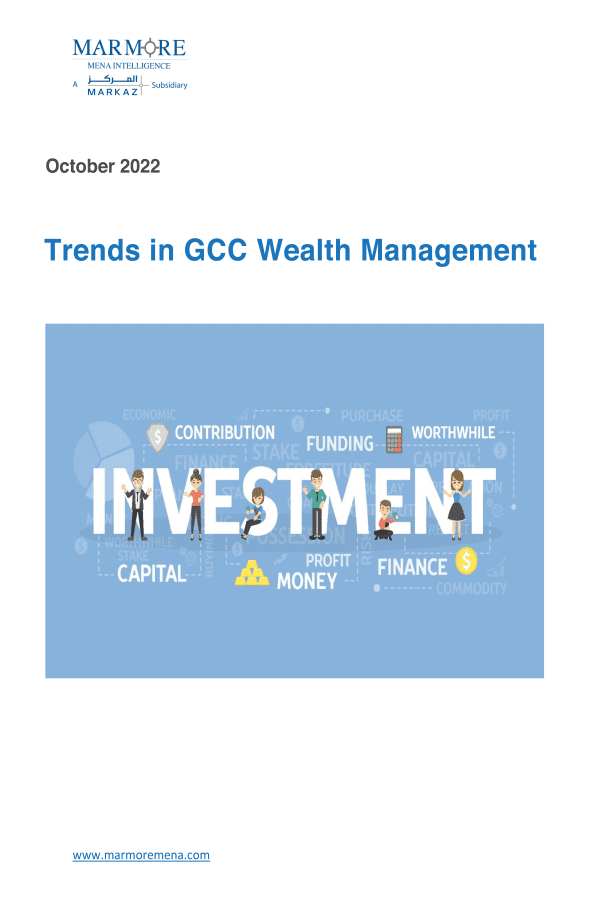 MARMORE
MENA INTELLIGENCE
A المركز Subsidiary
MARKAZ
October 2022
Trends in GCC Wealth Management
ECONOMIC
PURCHASE
PROFIT
CONTRIBUTION
WORTHWHILE
FUNDING
STAKE
FINANCE
CAPITAL
INVESTMENT
WORTHWHILE
STAKE
PROFIT
CAPITAL
MONEY
FINANCE
COMMODITY
www.marmoremena.com